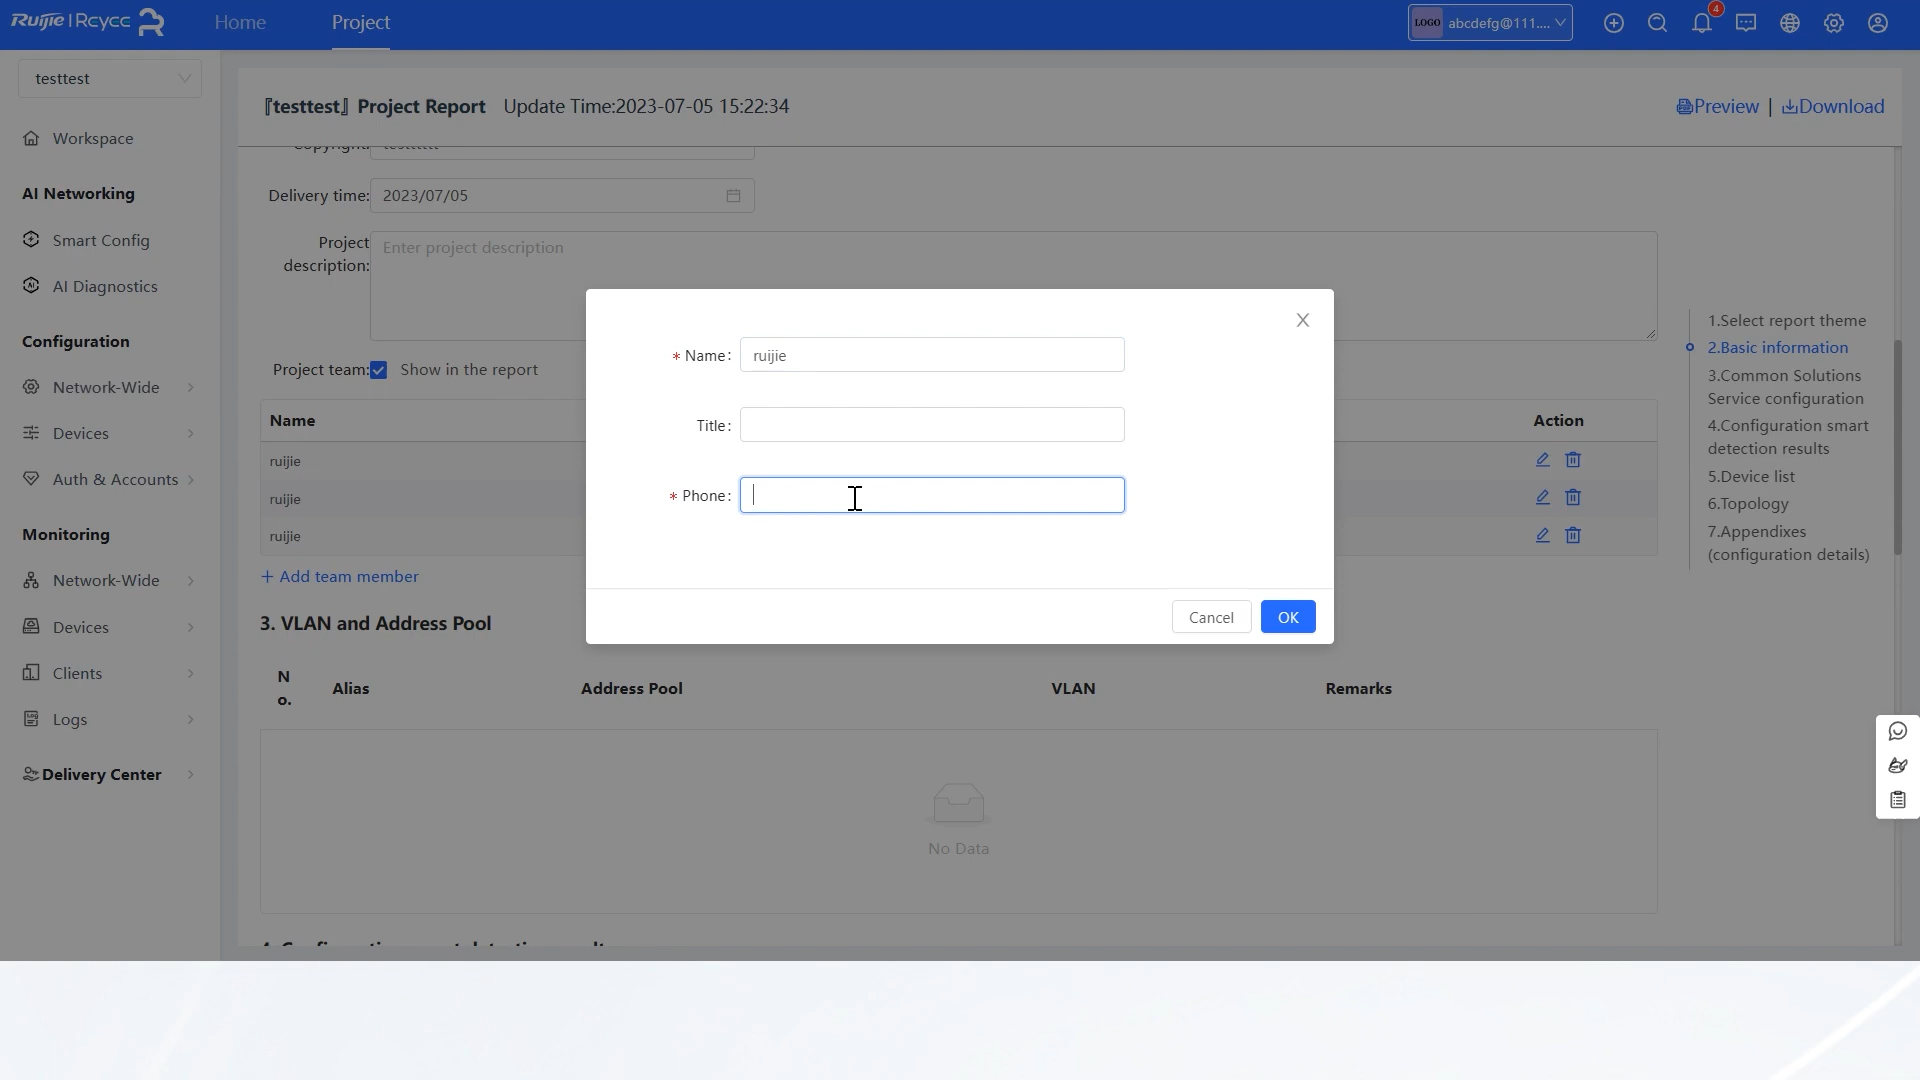 Ruijie | Rcycc
Home
Project
LOGO
abcdefg@111....
4
testtest
Workspace
AI Networking
Smart Config
AI Diagnostics
Configuration
Network-Wide
Devices
Auth & Accounts
Monitoring
Network-Wide
Devices
Clients
Logs
Delivery Center
『testtest』 Project Report Update Time:2023-07-05 15:22:34
Preview | Download
Copyright:
Delivery time: 2023/07/05
Project description:
Enter project description
Project team: Show in the report
Name
Action
ruijie
ruijie
ruijie
+ Add team member
* Name: ruijie
Title:
* Phone:
Cancel
OK
3. VLAN and Address Pool
No.
Alias
Address Pool
VLAN
Remarks
No Data
1.Select report theme
2.Basic information
3.Common Solutions
Service configuration
4.Configuration smart
detection results
5.Device list
6.Topology
7.Appendixes
(configuration details)